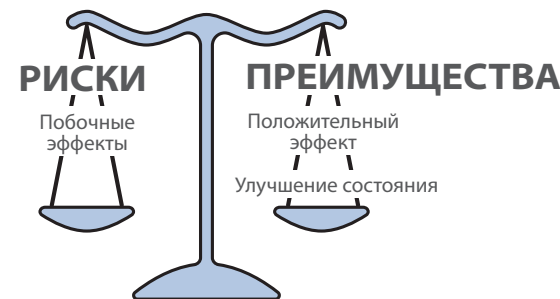 РИСКИ
Побочные
эффекты
ПРЕИМУЩЕСТВА
Положительный
эффект
Улучшение состояния